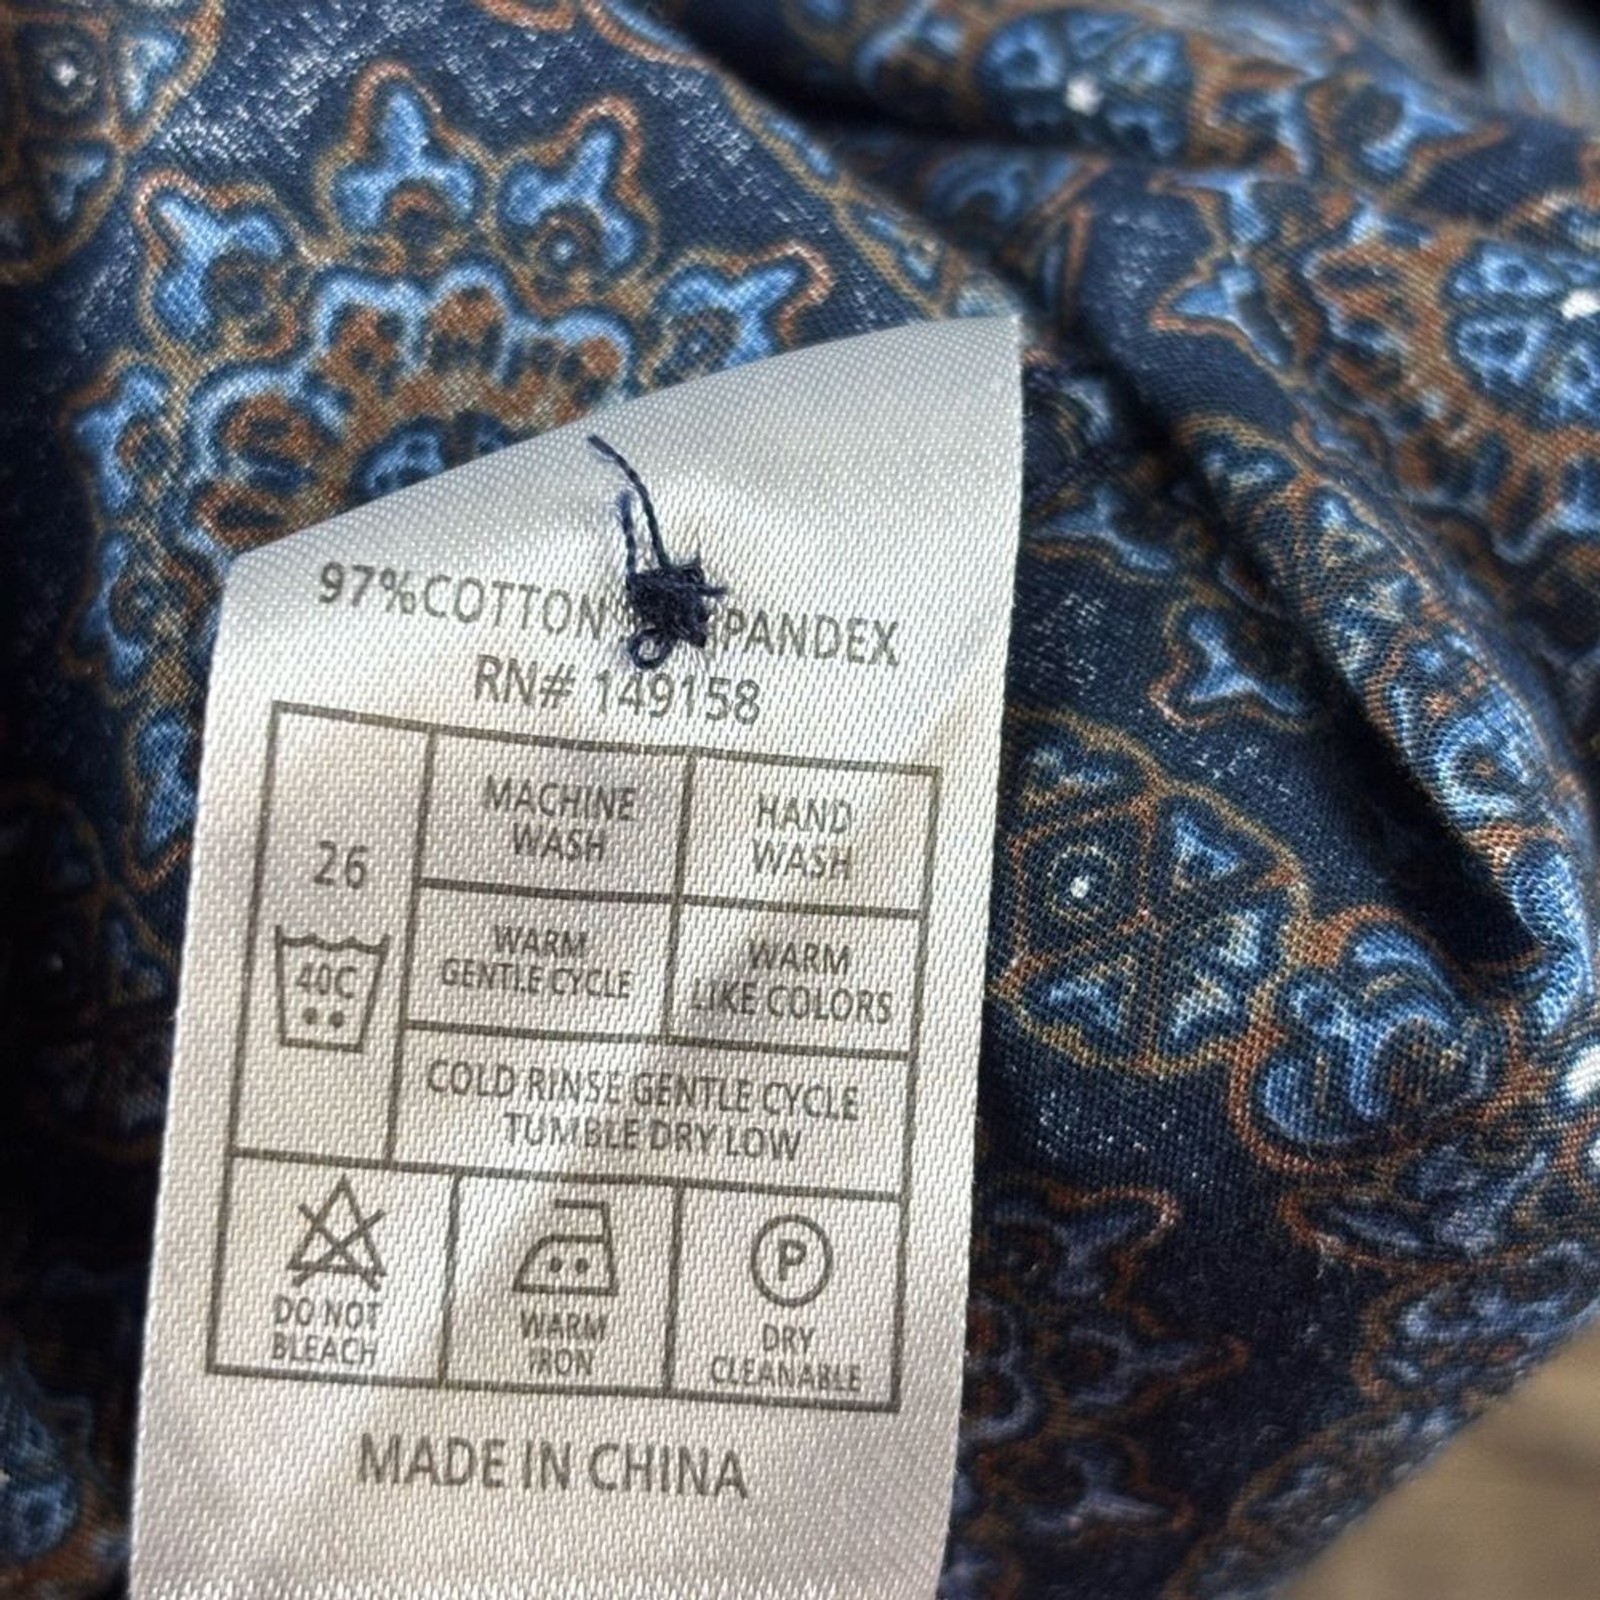 97%COTTON SPANDEX
RN# 149158
MACHINE
WASH
HAND
WASH
26
40C
WARM
GENTLE CYCLE
WARM
LIKE COLORS
COLD RINSE GENTLE CYCLE
TUMBLE DRY LOW
DO NOT
BLEACH
WARM
IRON
P
DRY
CLEANABLE
MADE IN CHINA